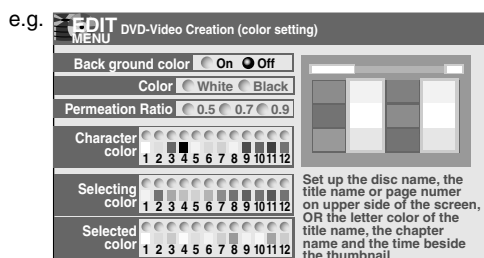 e.g.
EDIT MENU DVD-Video Creation (color setting)
Back ground color On Off
Color White Black
Permeation Ratio 0.5 0.7 0.9
Character color 1 2 3 4 5 6 7 8 9 10 11 12
Selecting color 1 2 3 4 5 6 7 8 9 10 11 12
Selected color 1 2 3 4 5 6 7 8 9 10 11 12
Set up the disc name, the
title name or page numer
on upper side of the screen,
OR the letter color of the
title name, the chapter
name and the time beside
the thumbnail